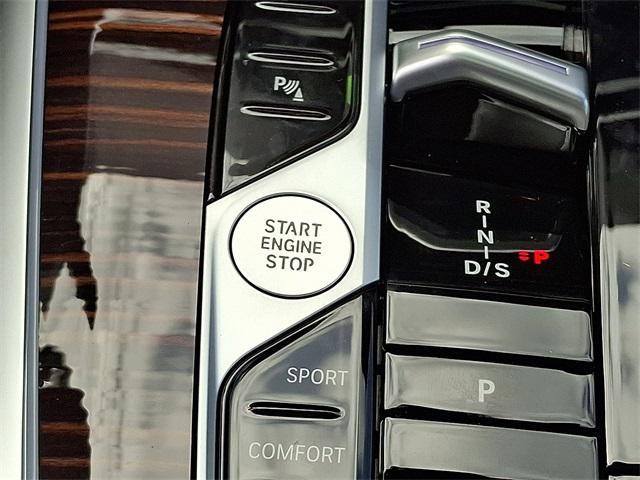 P
START
ENGINE
STOP
R
N
D/S
P
SPORT
P
COMFORT